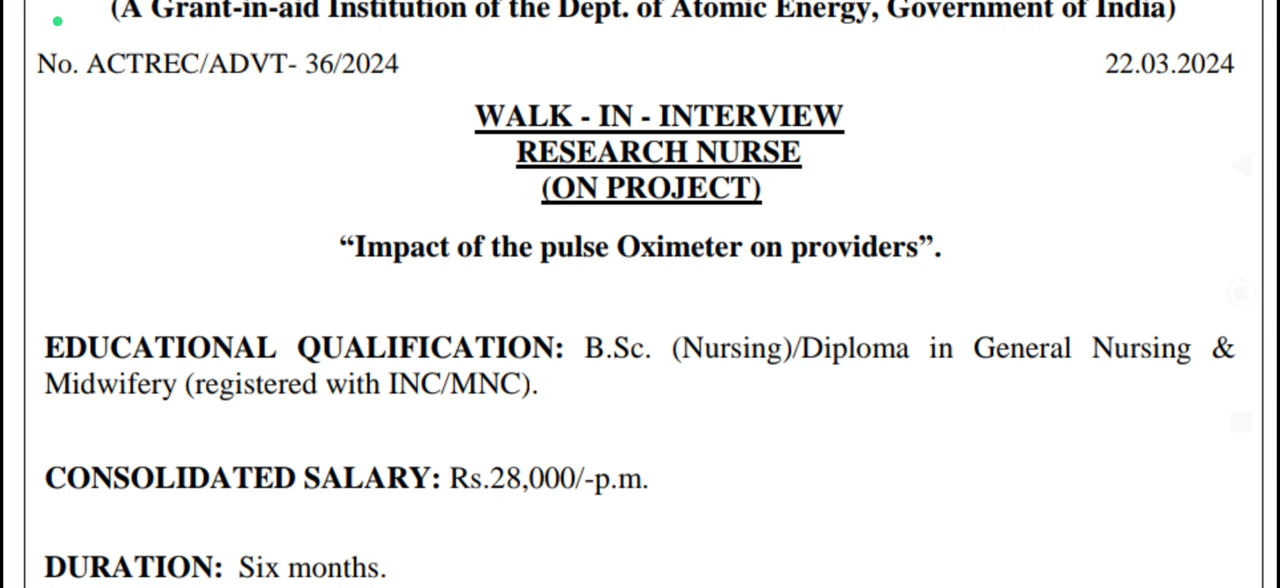 (A Grant-in-aid Institution of the Dept. of Atomic Energy, Government of India)
No. ACTREC/ADVT- 36/2024 22.03.2024
WALK - IN - INTERVIEW
RESEARCH NURSE
(ON PROJECT)
“Impact of the pulse Oximeter on providers”.
EDUCATIONAL QUALIFICATION: B.Sc. (Nursing)/Diploma in General Nursing &
Midwifery (registered with INC/MNC).
CONSOLIDATED SALARY: Rs.28,000/-p.m.
DURATION: Six months.